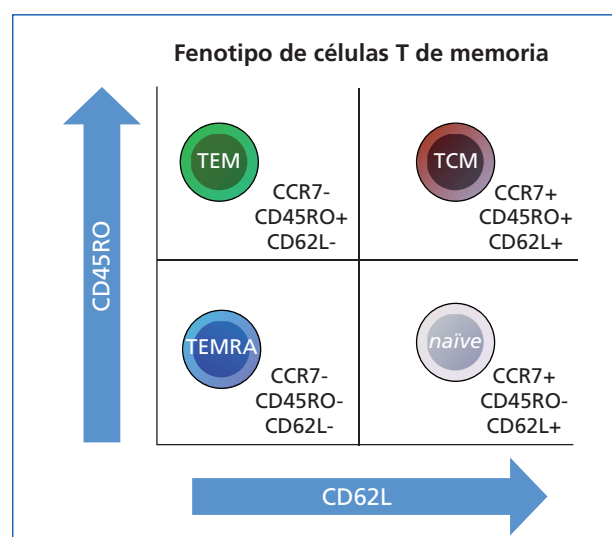 Fenotipo de células T de memoria
CD45RO
TEM
CCR7-
CD45RO+
CD62L-
TCM
CCR7+
CD45RO+
CD62L+
TEMRA
CCR7-
CD45RO-
CD62L-
naïve
CCR7+
CD45RO-
CD62L+
CD62L